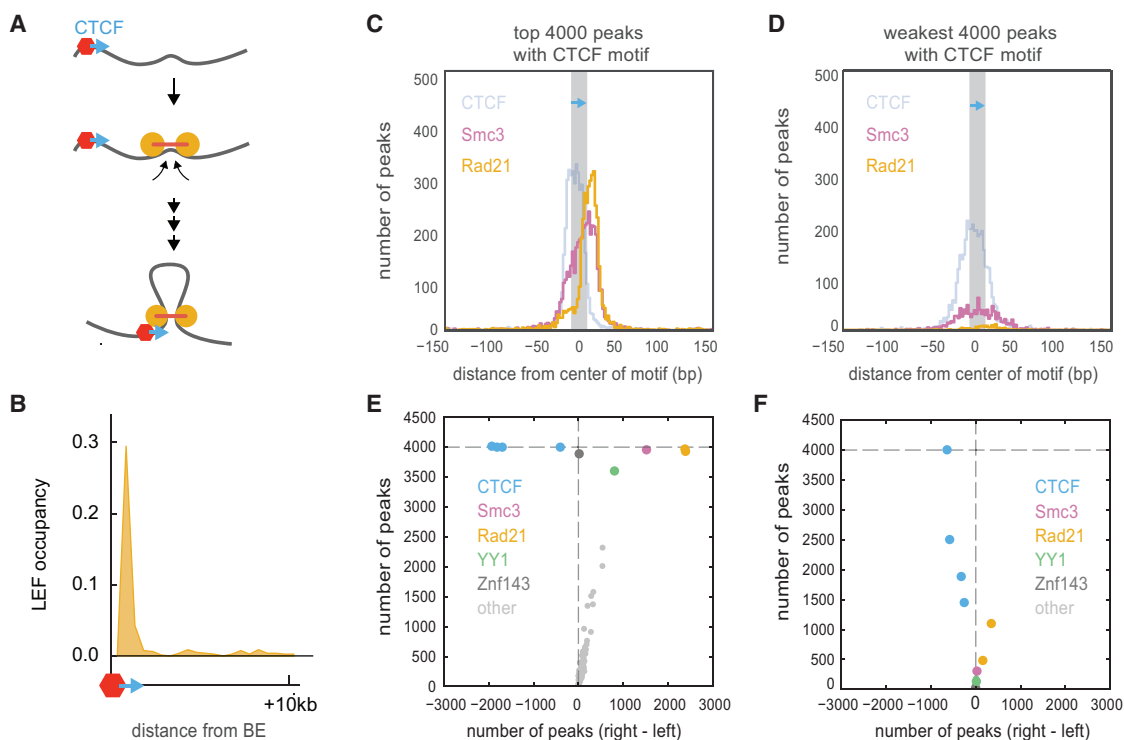 A
CTCF
B
0.3
0.2
0.1
0.0
LEF occupancy
+10kb
distance from BE
C
top 4000 peaks
with CTCF motif
500
400
300
200
100
0
number of peaks
CTCF
Smc3
Rad21
−150
−100
−50
0
50
100
150
distance from center of motif (bp)
D
weakest 4000 peaks
with CTCF motif
500
400
300
200
100
0
number of peaks
CTCF
Smc3
Rad21
−150
−100
−50
0
50
100
150
distance from center of motif (bp)
E
4500
4000
3500
3000
2500
2000
1500
1000
500
0
number of peaks
CTCF
Smc3
Rad21
YY1
Znf143
other
−3000
−2000
−1000
0
1000
2000
3000
number of peaks (right - left)
F
4500
4000
3500
3000
2500
2000
1500
1000
500
0
number of peaks
CTCF
Smc3
Rad21
YY1
Znf143
other
−3000
−2000
−1000
0
1000
2000
3000
number of peaks (right - left)